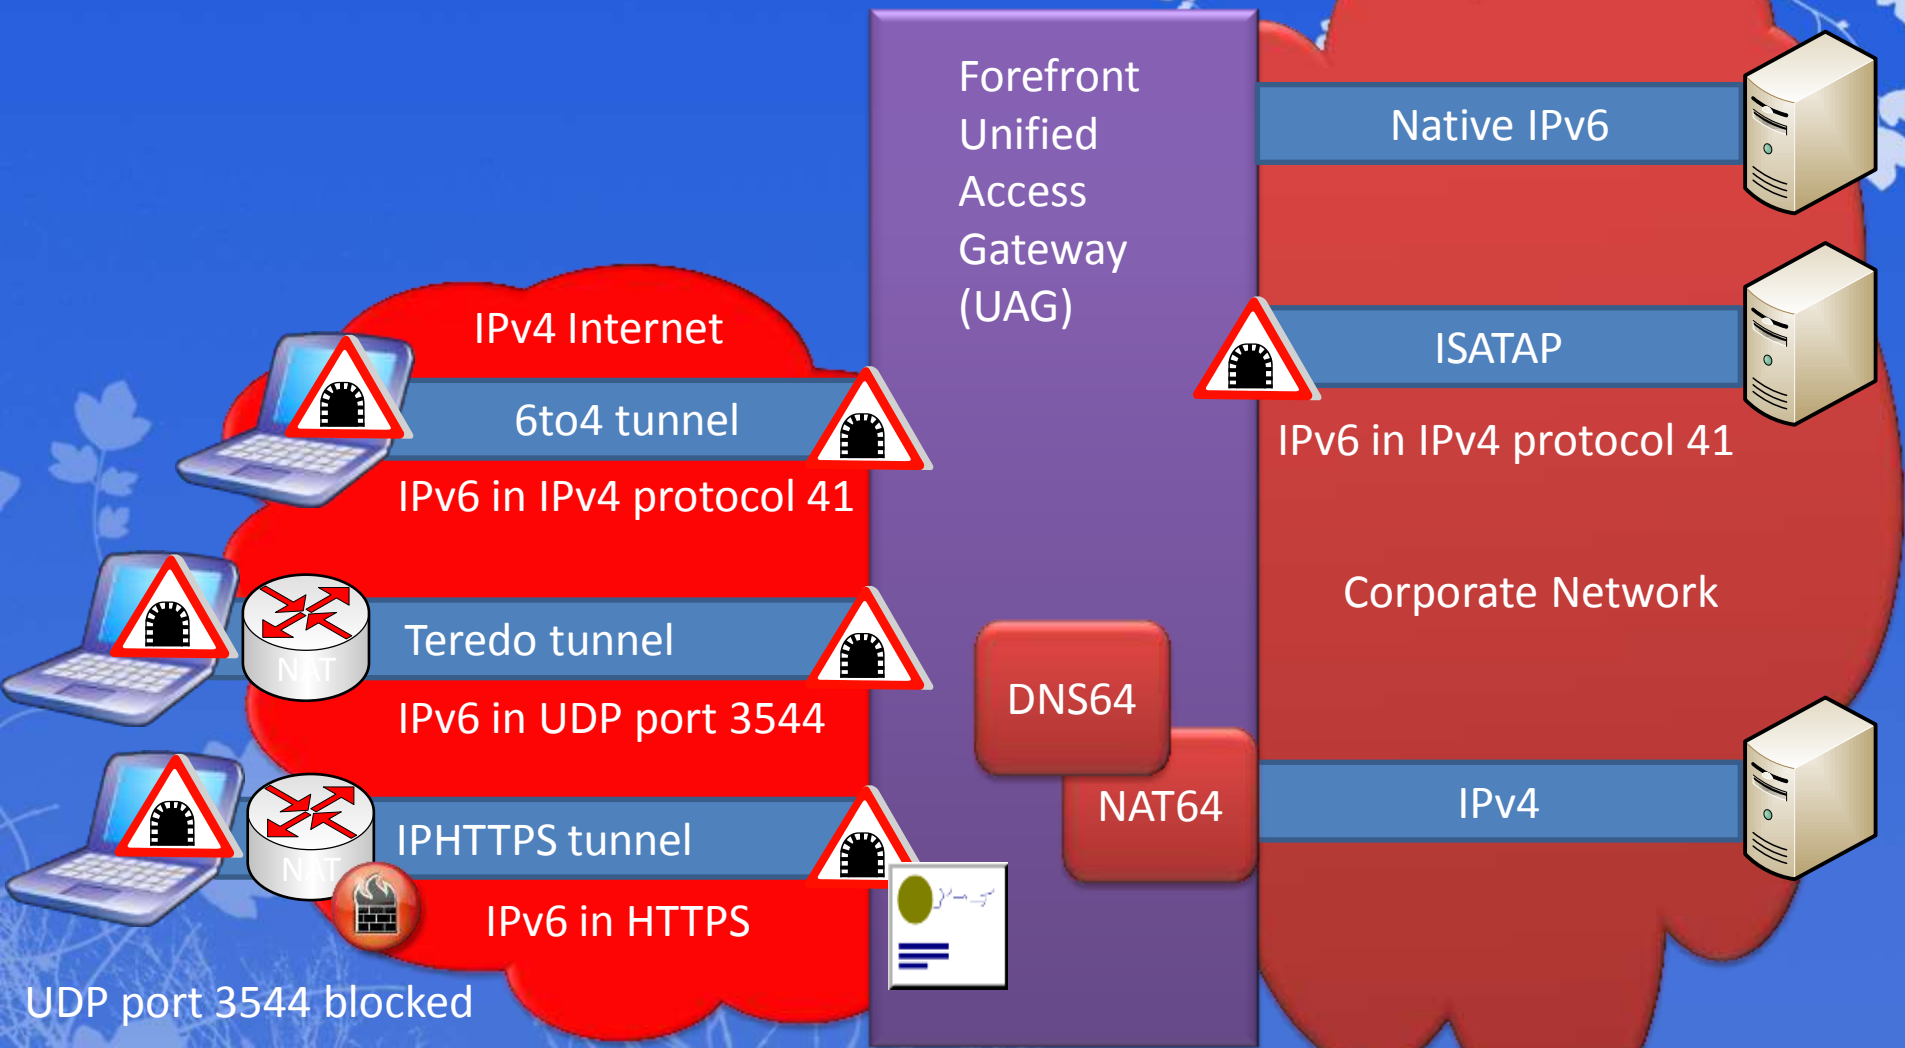 Forefront
Unified
Access
Gateway
(UAG)
Native IPv6
IPv4 Internet
ISATAP
6to4 tunnel
IPv6 in IPv4 protocol 41
IPv6 in IPv4 protocol 41
Corporate Network
NAT
Teredo tunnel
IPv6 in UDP port 3544
DNS64
NAT64
IPv4
NAT
IPHTTPS tunnel
IPv6 in HTTPS
UDP port 3544 blocked